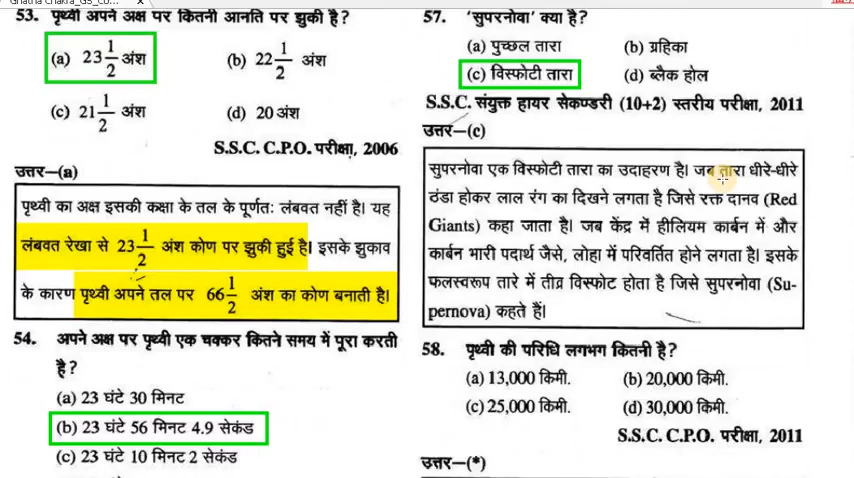 Ghatna Chakra_GS_Co...
53. पृथ्वी अपने अक्ष पर कितनी आनति पर झुकी है?
(a) 23 1/2 अंश (b) 22 1/2 अंश
(c) 21 1/2 अंश (d) 20 अंश
S.S.C. C.P.O. परीक्षा, 2006
उत्तर–(a)
पृथ्वी का अक्ष इसकी कक्षा के तल के पूर्णतः लंबवत नहीं है। यह
लंबवत रेखा से 23 1/2 अंश कोण पर झुकी हुई है। इसके झुकाव
के कारण पृथ्वी अपने तल पर 66 1/2 अंश का कोण बनाती है।
54. अपने अक्ष पर पृथ्वी एक चक्कर कितने समय में पूरा करती
है?
(a) 23 घंटे 30 मिनट
(b) 23 घंटे 56 मिनट 4.9 सेकंड
(c) 23 घंटे 10 मिनट 2 सेकंड
57. 'सुपरनोवा' क्या है?
(a) पुच्छल तारा (b) ग्रहिका
(c) विस्फोटी तारा (d) ब्लैक होल
S.S.C. संयुक्त हायर सेकण्डरी (10+2) स्तरीय परीक्षा, 2011
उत्तर–(c)
सुपरनोवा एक विस्फोटी तारा का उदाहरण है। जब तारा धीरे-धीरे
ठंडा होकर लाल रंग का दिखने लगता है जिसे रक्त दानव (Red
Giants) कहा जाता है। जब केंद्र में हीलियम कार्बन में और
कार्बन भारी पदार्थ जैसे, लोहा में परिवर्तित होने लगता है। इसके
फलस्वरूप तारे में तीव्र विस्फोट होता है जिसे सुपरनोवा (Su-
pernova) कहते हैं।
58. पृथ्वी की परिधि लगभग कितनी है?
(a) 13,000 किमी. (b) 20,000 किमी.
(c) 25,000 किमी. (d) 30,000 किमी.
S.S.C. C.P.O. परीक्षा, 2011
उत्तर–(*)